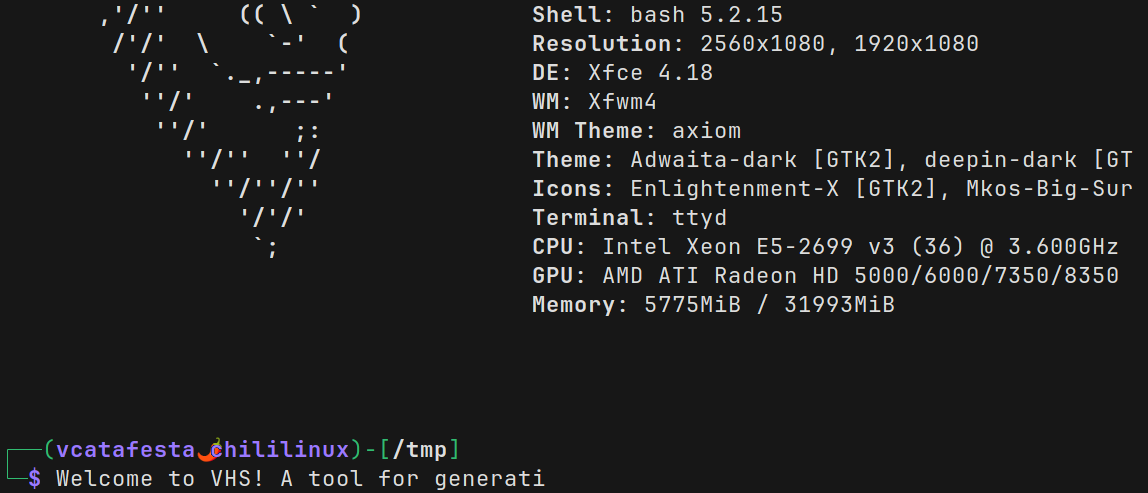 Shell: bash 5.2.15
Resolution: 2560x1080, 1920x1080
DE: Xfce 4.18
WM: Xfwm4
WM Theme: axiom
Theme: Adwaita-dark [GTK2], deepin-dark [GT
Icons: Enlightenment-X [GTK2], Mkos-Big-Sur
Terminal: ttyd
CPU: Intel Xeon E5-2699 v3 (36) @ 3.600GHz
GPU: AMD ATI Radeon HD 5000/6000/7350/8350
Memory: 5775MiB / 31993MiB
(vcatafesta🌶chililinux)-[/tmp]
$ Welcome to VHS! A tool for generati